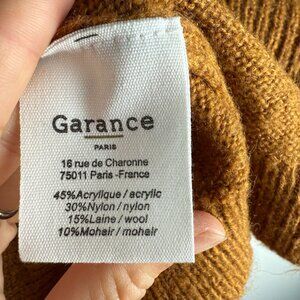 Garance
PARIS
16 rue de Charonne
75011 Paris -France
45%Acrylique / acrylic
30%Nylon / nylon
15%Laine / wool
10%Mohair / mohair